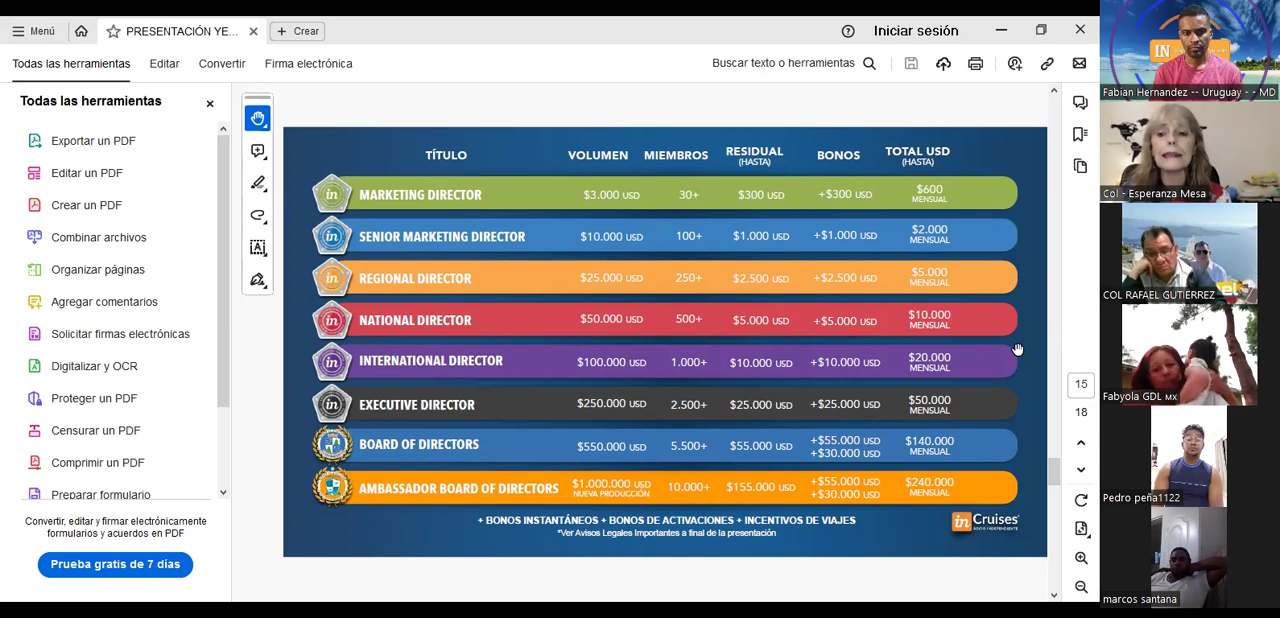 Menú
PRESENTACIÓN YE...
Crear
Iniciar sesión
Todas las herramientas
Editar
Convertir
Firma electrónica
Buscar texto o herramientas
Todas las herramientas
Exportar un PDF
Editar un PDF
Crear un PDF
Combinar archivos
Organizar páginas
Agregar comentarios
Solicitar firmas electrónicas
Digitalizar y OCR
Proteger un PDF
Censurar un PDF
Comprimir un PDF
Preparar formulario
Convertir, editar y firmar electrónicamente
formularios y acuerdos en PDF
Prueba gratis de 7 días
TÍTULO VOLUMEN MIEMBROS RESIDUAL (HASTA) BONOS TOTAL USD (HASTA)
in MARKETING DIRECTOR $3.000 USD 30+ $300 USD +$300 USD $600 MENSUAL
in SENIOR MARKETING DIRECTOR $10.000 USD 100+ $1.000 USD +$1.000 USD $2.000 MENSUAL
in REGIONAL DIRECTOR $25.000 USD 250+ $2.500 USD +$2.500 USD $5.000 MENSUAL
in NATIONAL DIRECTOR $50.000 USD 500+ $5.000 USD +$5.000 USD $10.000 MENSUAL
in INTERNATIONAL DIRECTOR $100.000 USD 1.000+ $10.000 USD +$10.000 USD $20.000 MENSUAL
in EXECUTIVE DIRECTOR $250.000 USD 2.500+ $25.000 USD +$25.000 USD $50.000 MENSUAL
BOARD OF DIRECTORS $550.000 USD 5.500+ $55.000 USD +$55.000 USD +$30.000 USD $140.000 MENSUAL
AMBASSADOR BOARD OF DIRECTORS $1.000.000 USD NUEVA PRODUCCIÓN 10.000+ $155.000 USD +$55.000 USD +$30.000 USD $240.000 MENSUAL
+ BONOS INSTANTÁNEOS + BONOS DE ACTIVACIONES + INCENTIVOS DE VIAJES
*Ver Avisos Legales Importantes a final de la presentación
inCruises
SOCIO INDEPENDIENTE
15
18
IN
Fabian Hernandez -- Uruguay - - MD
Col - Esperanza Mesa
COL RAFAEL GUTIERREZ
Fabyola GDL MX
Pedro peña1122
marcos santana